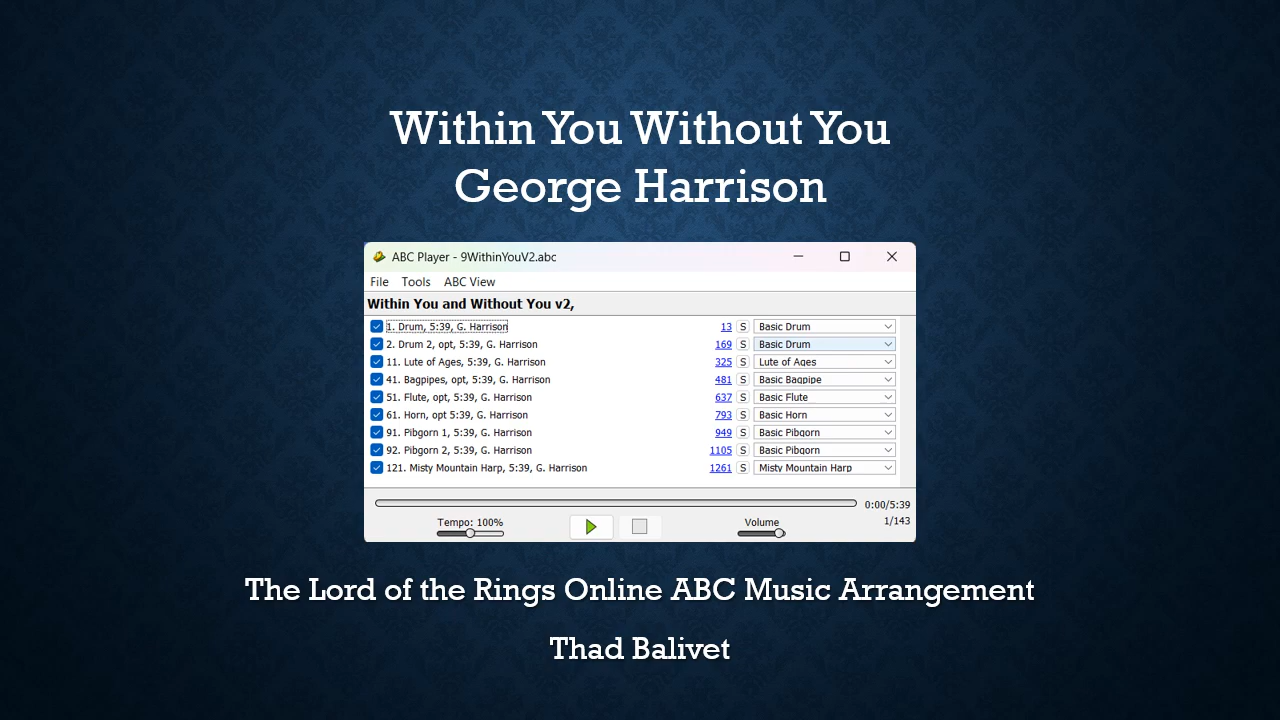 Within You Without You
George Harrison
ABC Player - 9WithinYouV2.abc
File Tools ABC View
Within You and Without You v2,
1. Drum, 5:39, G. Harrison 13 S Basic Drum
2. Drum 2, opt, 5:39, G. Harrison 169 S Basic Drum
11. Lute of Ages, 5:39, G. Harrison 325 S Lute of Ages
41. Bagpipes, opt, 5:39, G. Harrison 481 S Basic Bagpipe
51. Flute, opt, 5:39, G. Harrison 637 S Basic Flute
61. Horn, opt 5:39, G. Harrison 793 S Basic Horn
91. Pibgorn 1, 5:39, G. Harrison 949 S Basic Pibgorn
92. Pibgorn 2, 5:39, G. Harrison 1105 S Basic Pibgorn
121. Misty Mountain Harp, 5:39, G. Harrison 1261 S Misty Mountain Harp
0:00/5:39
Tempo: 100% Volume 1/143
The Lord of the Rings Online ABC Music Arrangement
Thad Balivet